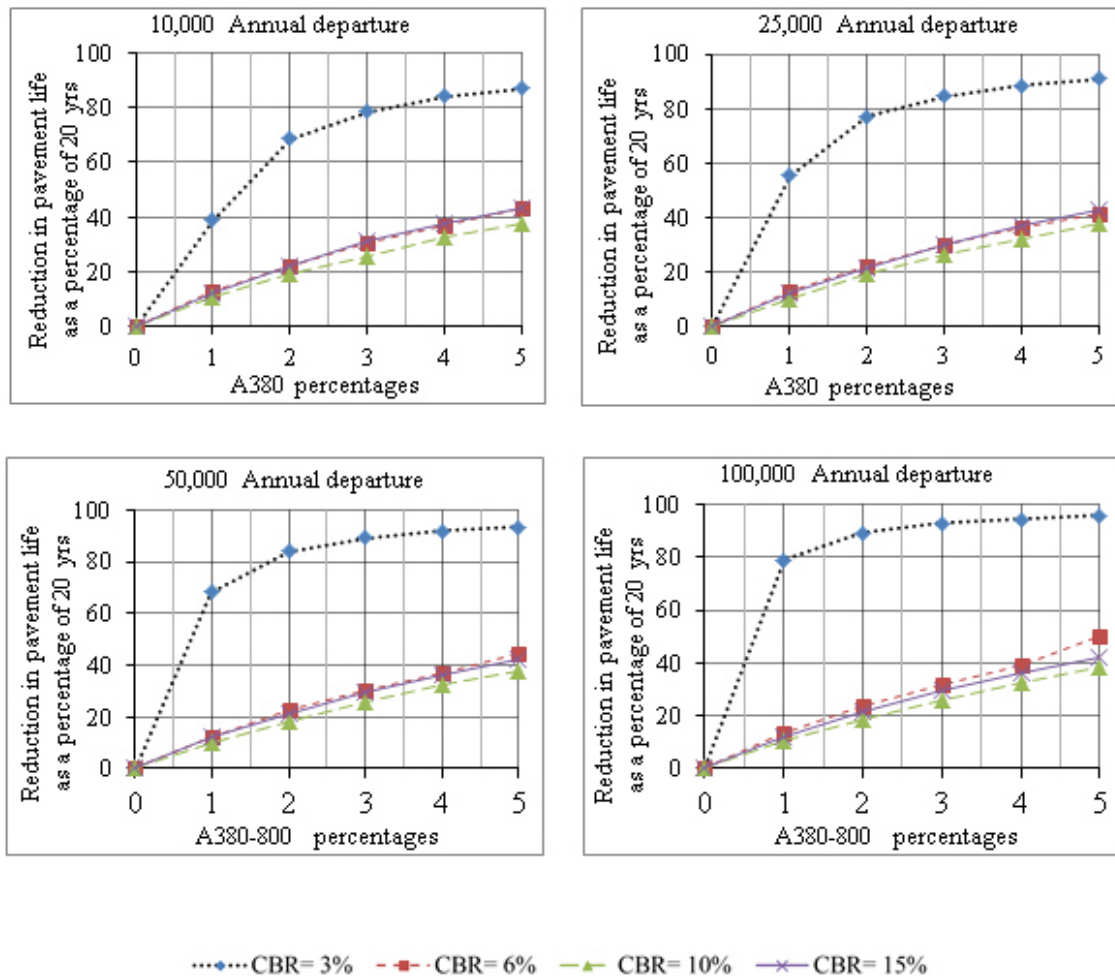 10,000 Annual departure
Reduction in pavement life
as a percentage of 20 yrs
100
80
60
40
20
0
0 1 2 3 4 5
A380 percentages
25,000 Annual departure
Reduction in pavement life
as a percentage of 20 yrs
100
80
60
40
20
0
0 1 2 3 4 5
A380 percentages
50,000 Annual departure
Reduction in pavement life
as a percentage of 20 yrs
100
80
60
40
20
0
0 1 2 3 4 5
A380-800 percentages
100,000 Annual departure
Reduction in pavement life
as a percentage of 20 yrs
100
80
60
40
20
0
0 1 2 3 4 5
A380-800 percentages
CBR= 3% CBR= 6% CBR= 10% CBR= 15%